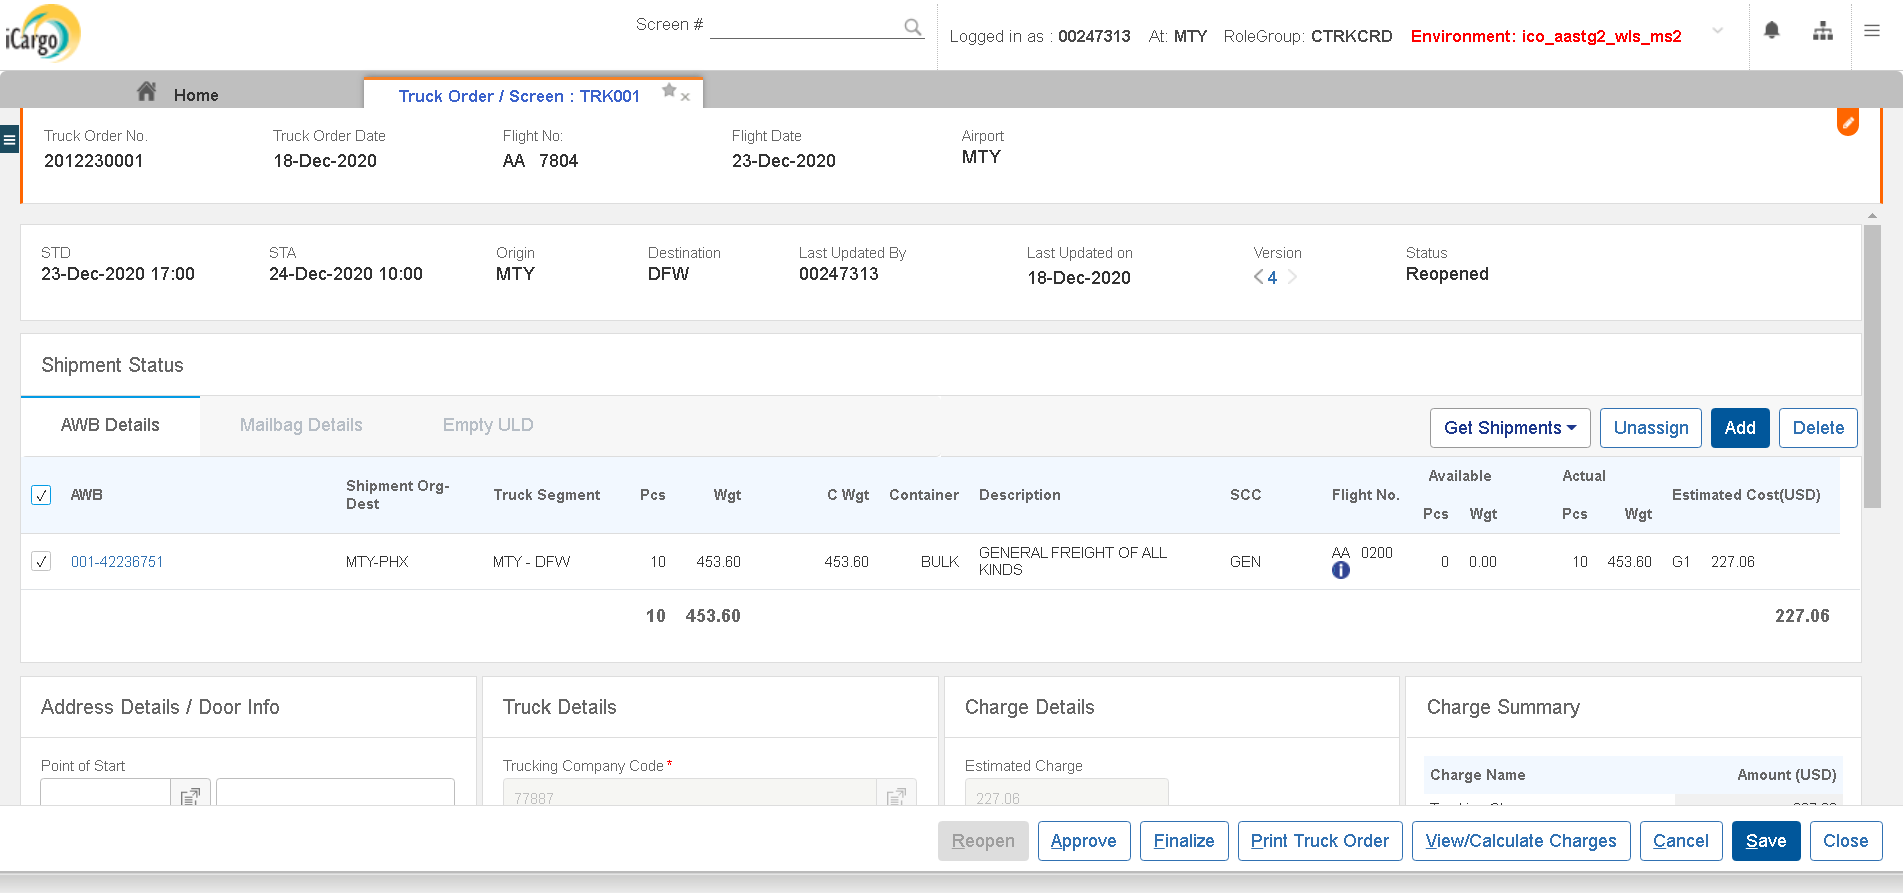 iCargo
Screen #
Logged in as : 00247313 At: MTY RoleGroup: CTRKCRD Environment: ico_aastg2_wls_ms2
Home
Truck Order / Screen : TRK001
Truck Order No. Truck Order Date Flight No: Flight Date Airport
2012230001 18-Dec-2020 AA 7804 23-Dec-2020 MTY
STD STA Origin Destination Last Updated By Last Updated on Version Status
23-Dec-2020 17:00 24-Dec-2020 10:00 MTY DFW 00247313 18-Dec-2020 4 Reopened
Shipment Status
AWB Details Mailbag Details Empty ULD Get Shipments Unassign Add Delete
AWB Shipment Org-Dest Truck Segment Pcs Wgt C Wgt Container Description SCC Flight No. Available Pcs Wgt Actual Pcs Wgt Estimated Cost(USD)
001-42236751 MTY-PHX MTY - DFW 10 453.60 453.60 BULK GENERAL FREIGHT OF ALL KINDS GEN AA 0200 0 0.00 10 453.60 G1 227.06
10 453.60 227.06
Address Details / Door Info Truck Details Charge Details Charge Summary
Point of Start Trucking Company Code * Estimated Charge Charge Name Amount (USD)
77887 227.06
Reopen Approve Finalize Print Truck Order View/Calculate Charges Cancel Save Close